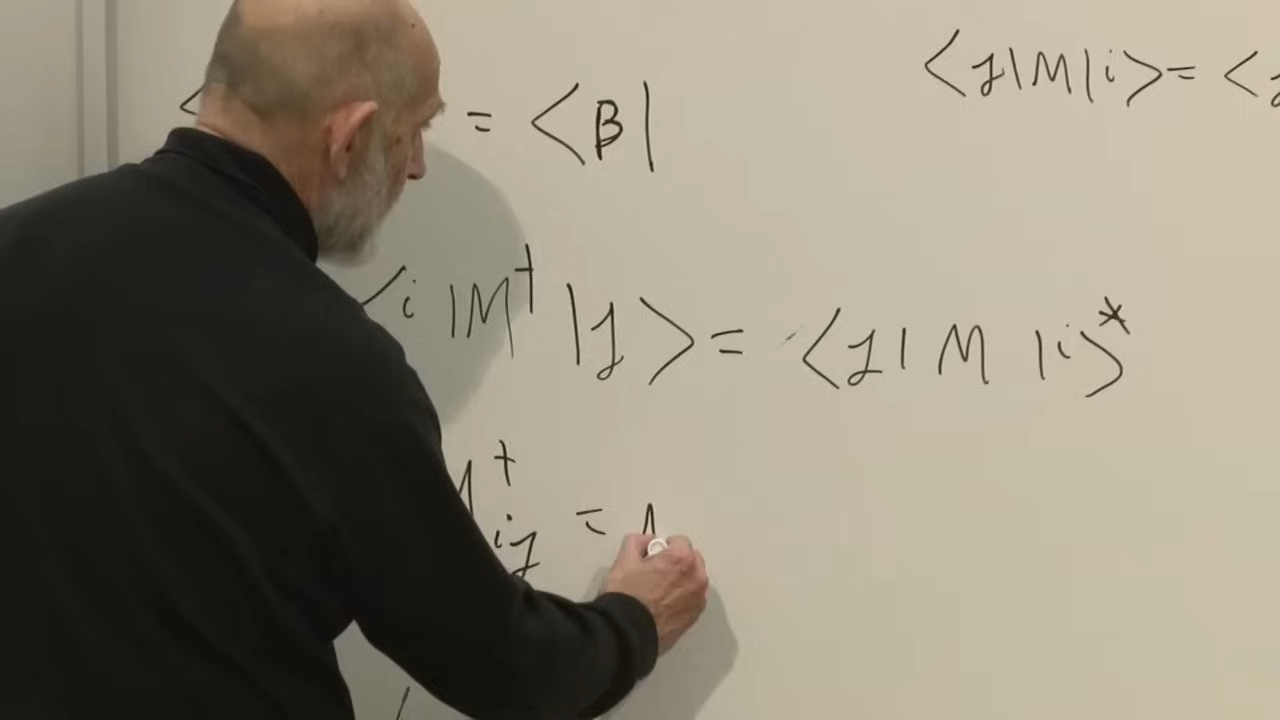 ⟨j|M|i⟩ = ⟨j
= ⟨B|
⟨i|M†|j⟩ = ⟨j|M|i⟩*
M†ij =